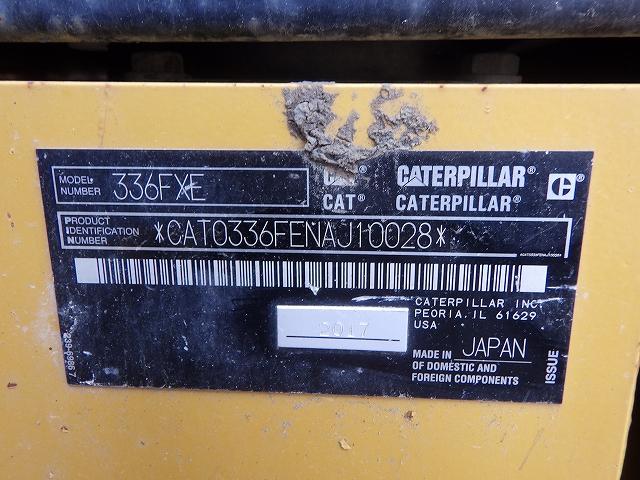 MODEL NUMBER 336FXE
CATERPILLAR®
CAT® CATERPILLAR®
PRODUCT IDENTIFICATION NUMBER *CAT0336FENAJ10028*
CATERPILLAR INC.
PEORIA, IL 61629
USA
2017
MADE IN JAPAN
OF DOMESTIC AND
FOREIGN COMPONENTS
ISSUE